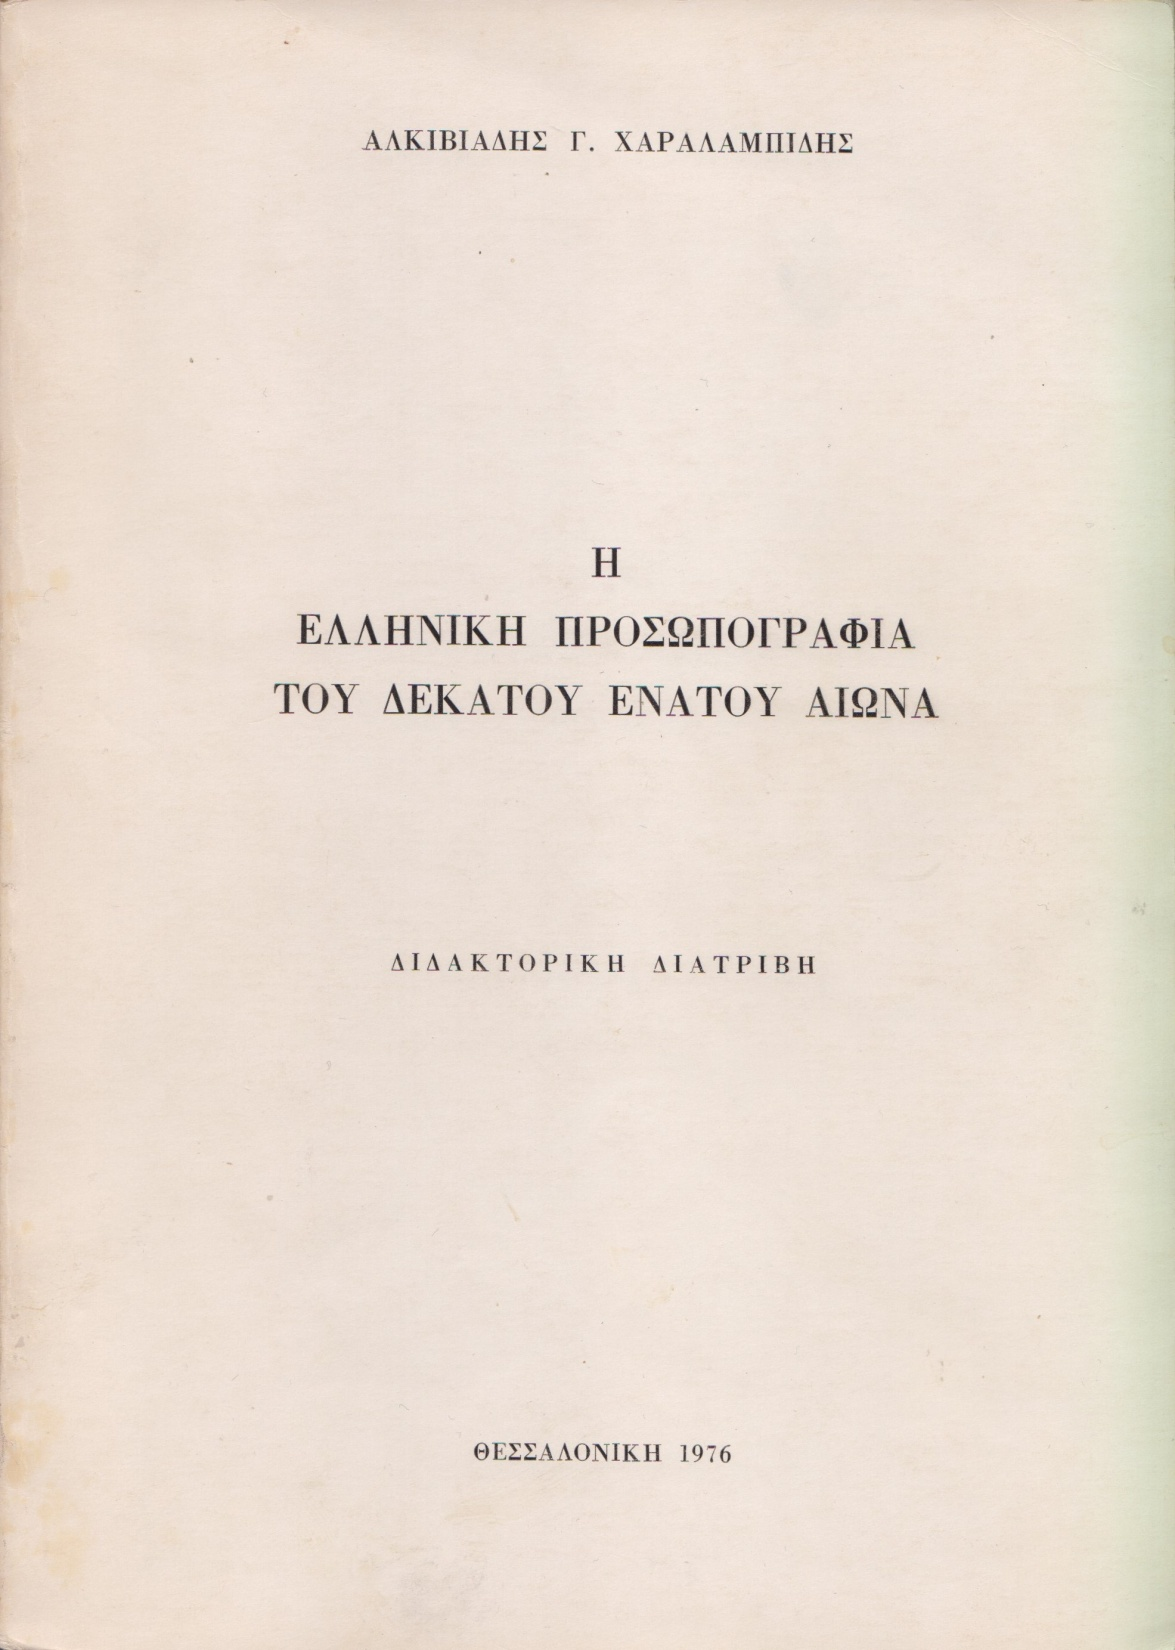 ΑΛΚΙΒΙΑΔΗΣ Γ. ΧΑΡΑΛΑΜΠΙΔΗΣ
Η
ΕΛΛΗΝΙΚΗ ΠΡΟΣΩΠΟΓΡΑΦΙΑ
ΤΟΥ ΔΕΚΑΤΟΥ ΕΝΑΤΟΥ ΑΙΩΝΑ
ΔΙΔΑΚΤΟΡΙΚΗ ΔΙΑΤΡΙΒΗ
ΘΕΣΣΑΛΟΝΙΚΗ 1976